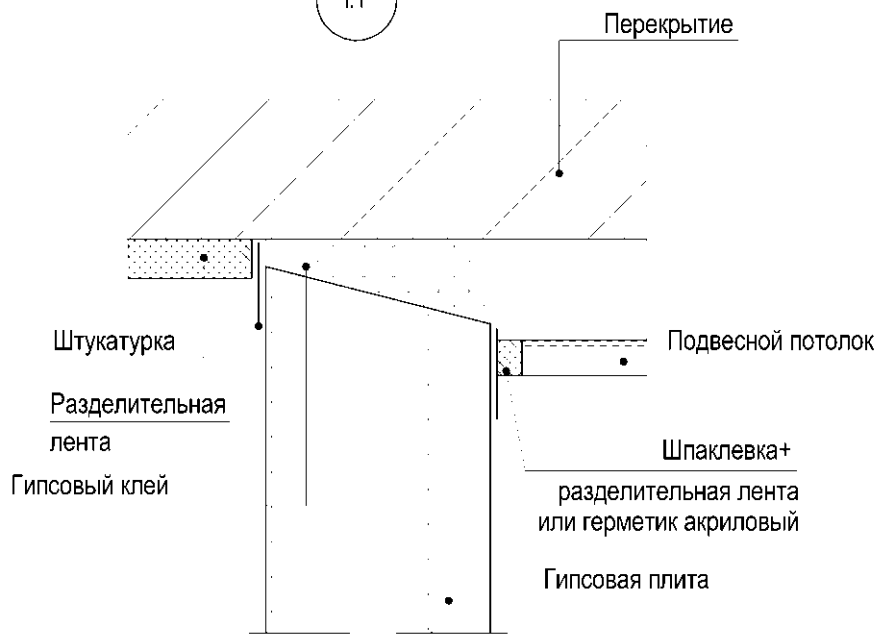 1.1
Перекрытие
Штукатурка
Подвесной потолок
Разделительная
лента
Гипсовый клей
Шпаклевка+
разделительная лента
или герметик акриловый
Гипсовая плита